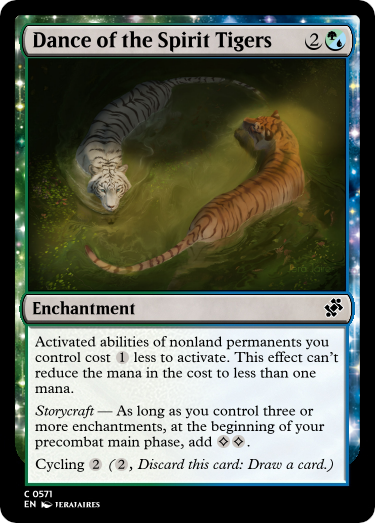 Dance of the Spirit Tigers 2
Enchantment
Activated abilities of nonland permanents you
control cost 1 less to activate. This effect can't
reduce the mana in the cost to less than one
mana.
Storycraft — As long as you control three or
more enchantments, at the beginning of your
precombat main phase, add
Cycling 2 (2, Discard this card: Draw a card.)
C 0571
EN JERAJAIRES